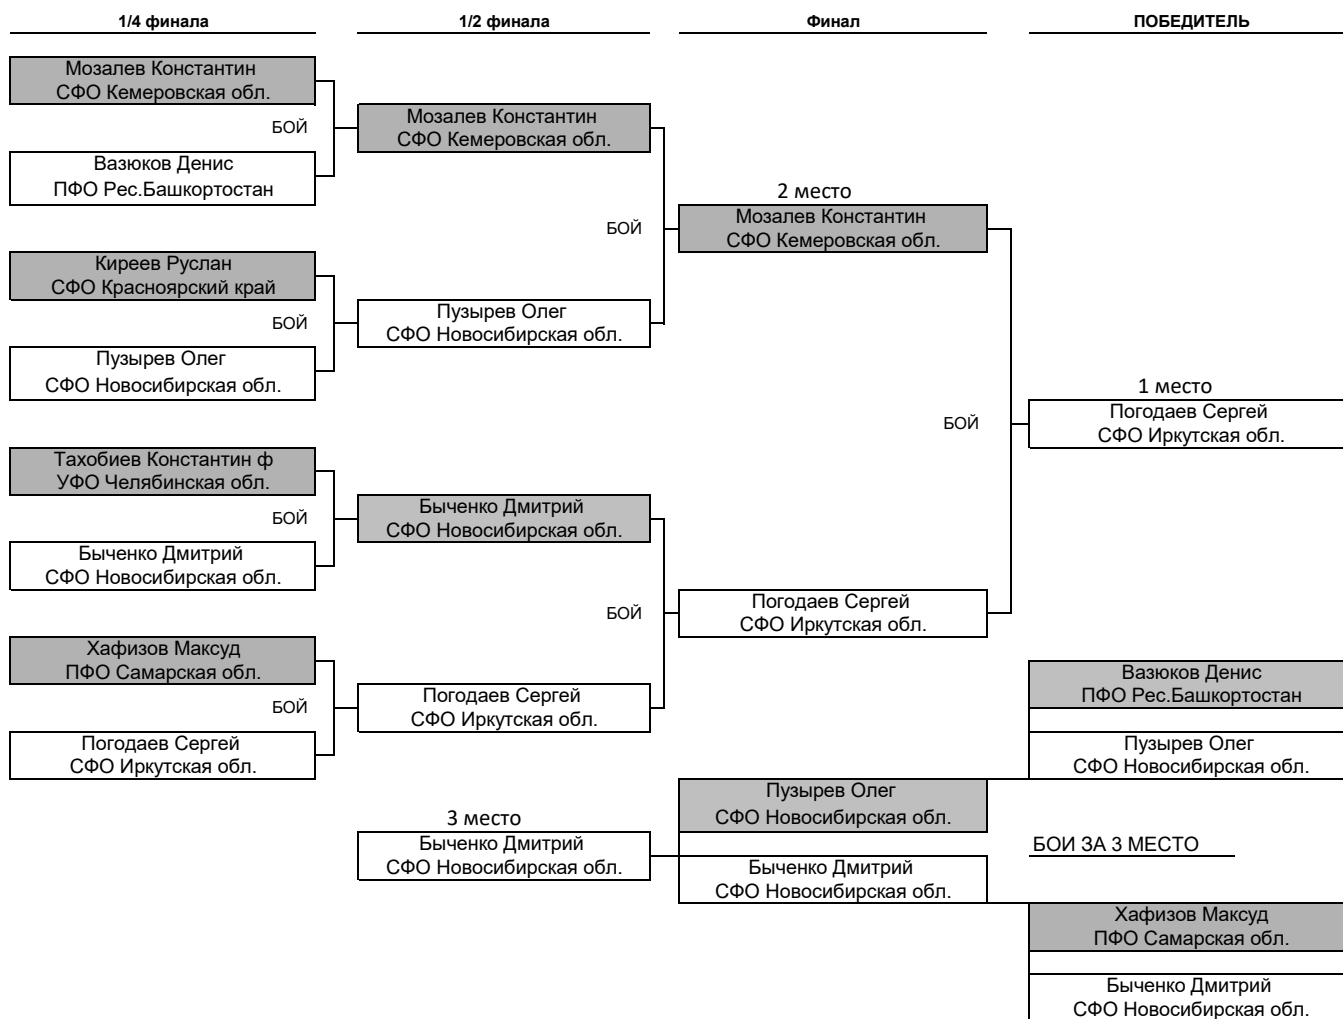 1/4 финала
1/2 финала
Финал
ПОБЕДИТЕЛЬ
Мозалев Константин
СФО Кемеровская обл.
БОЙ
Вазюков Денис
ПФО Рес.Башкортостан
Киреев Руслан
СФО Красноярский край
БОЙ
Пузырев Олег
СФО Новосибирская обл.
Тахобиев Константин ф
УФО Челябинская обл.
БОЙ
Быченко Дмитрий
СФО Новосибирская обл.
Хафизов Максуд
ПФО Самарская обл.
БОЙ
Погодаев Сергей
СФО Иркутская обл.
Мозалев Константин
СФО Кемеровская обл.
БОЙ
Пузырев Олег
СФО Новосибирская обл.
Быченко Дмитрий
СФО Новосибирская обл.
БОЙ
Погодаев Сергей
СФО Иркутская обл.
3 место
Быченко Дмитрий
СФО Новосибирская обл.
2 место
Мозалев Константин
СФО Кемеровская обл.
БОЙ
Погодаев Сергей
СФО Иркутская обл.
Пузырев Олег
СФО Новосибирская обл.
Быченко Дмитрий
СФО Новосибирская обл.
1 место
Погодаев Сергей
СФО Иркутская обл.
Вазюков Денис
ПФО Рес.Башкортостан
Пузырев Олег
СФО Новосибирская обл.
БОИ ЗА 3 МЕСТО
Хафизов Максуд
ПФО Самарская обл.
Быченко Дмитрий
СФО Новосибирская обл.